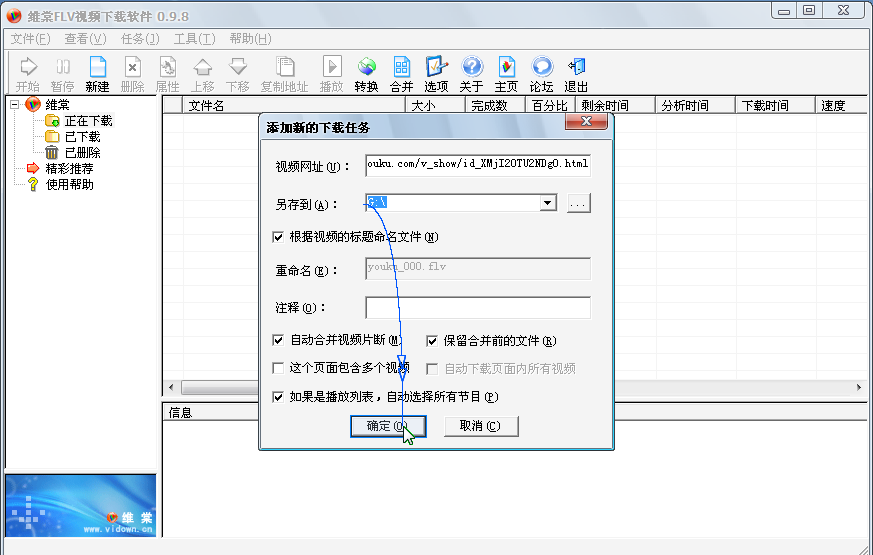 维棠FLV视频下载软件 0.9.8
文件(F) 查看(V) 任务(J) 工具(T) 帮助(H)
开始 暂停 新建 删除 属性 上移 下移 复制地址 播放 转换 合并 选项 关于 主页 论坛 退出
维棠
正在下载
已下载
已删除
精彩推荐
使用帮助
文件名 大小 完成数 百分比 剩余时间 分析时间 下载时间 速度
添加新的下载任务
视频网址(U): ouku.com/v_show/id_XMjI2OTU2NDg0.html
另存到(A): G:\ ...
根据视频的标题命名文件(N)
重命名(E): youku_000.flv
注释(O):
自动合并视频片断(M) 保留合并前的文件(R)
这个页面包含多个视频 自动下载页面内所有视频
如果是播放列表，自动选择所有节目(P)
确定(O) 取消(C)
信息
维棠
www.vidown.cn